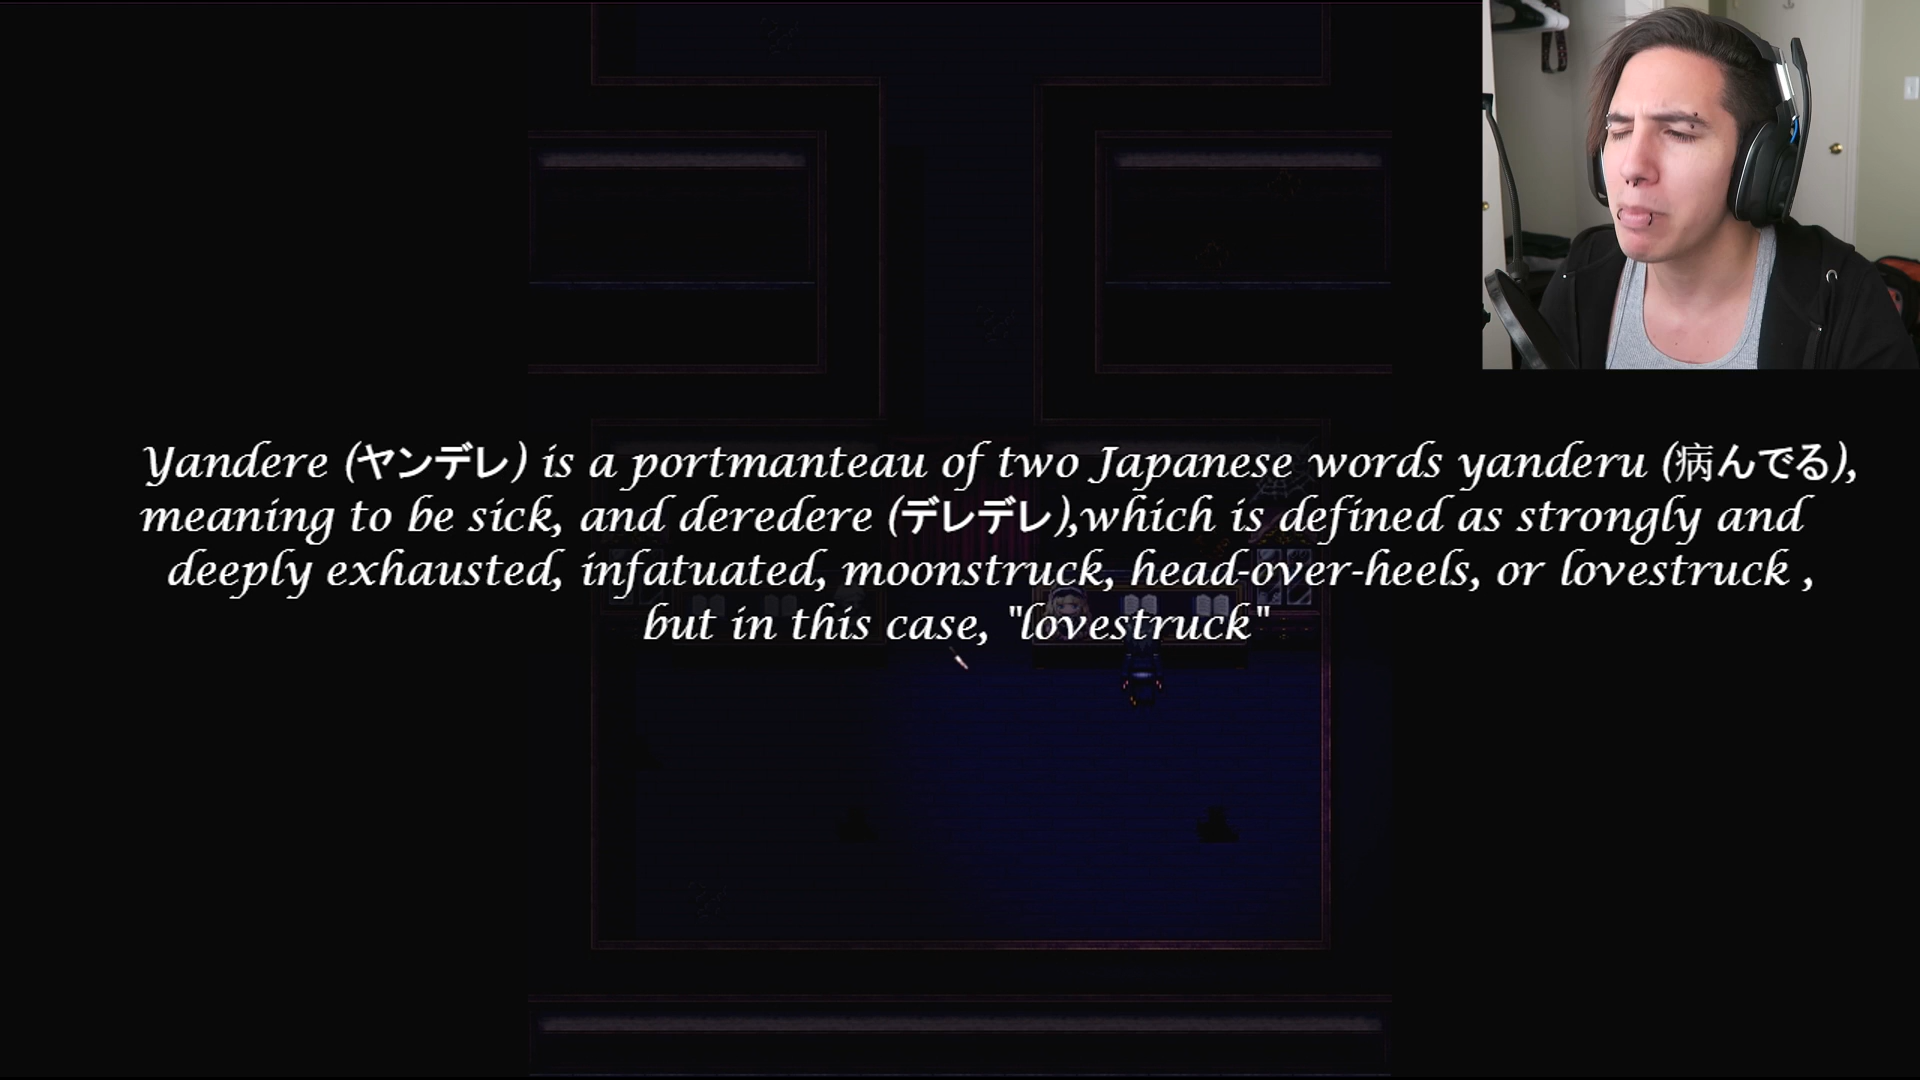 Yandere (ヤンデレ) is a portmanteau of two Japanese words yanderu (病んでる),
meaning to be sick, and deredere (デレデレ),which is defined as strongly and
deeply exhausted, infatuated, moonstruck, head-over-heels, or lovestruck ,
but in this case, "lovestruck"